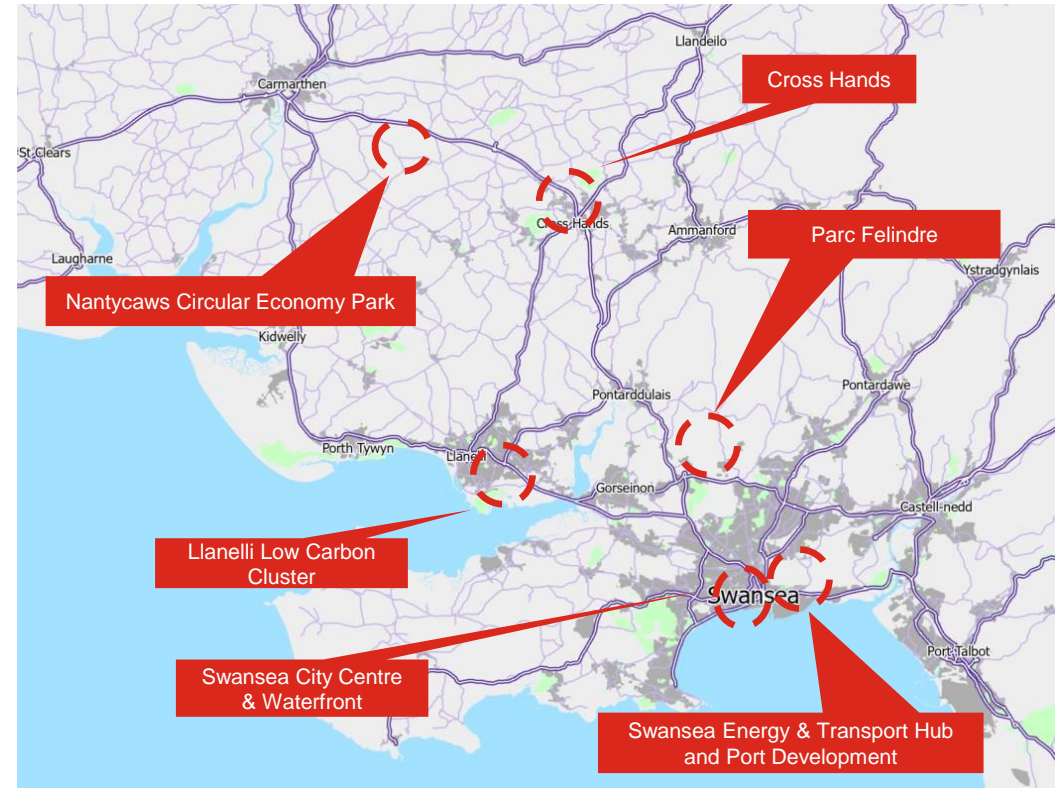 Llandeilo
Cross Hands
Carmarthen
St Clears
Cross Hands
Ammanford
Parc Felindre
Laugharne
Ystradgynlais
Nantycaws Circular Economy Park
Kidwelly
Pontarddulais
Pontardawe
Porth Tywyn
Llanelli
Gorseinon
Castell-nedd
Llanelli Low Carbon
Cluster
Swansea
Port Talbot
Swansea City Centre
& Waterfront
Swansea Energy & Transport Hub
and Port Development